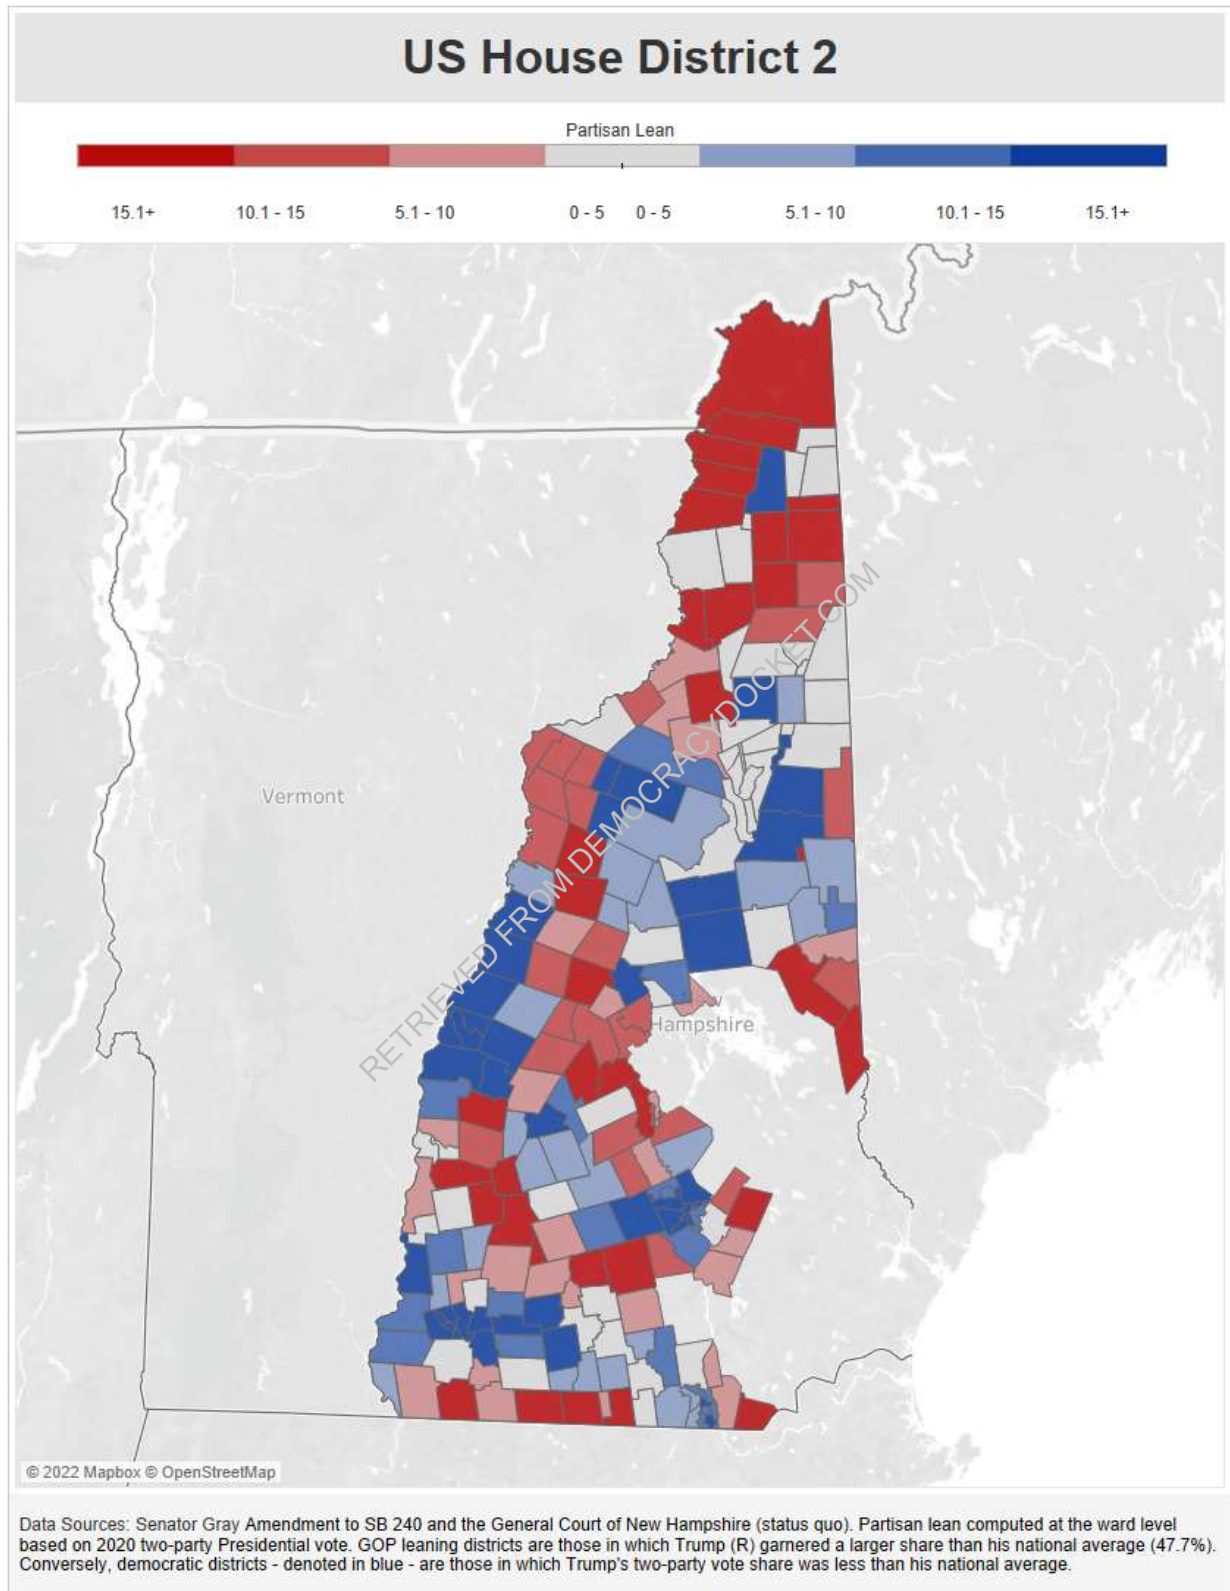 US House District 2
Partisan Lean
15.1+ 10.1 - 15 5.1 - 10 0 - 5 0 - 5 5.1 - 10 10.1 - 15 15.1+
RETRIEVED FROM DEMOCRACYDOCKET.COM
Vermont
Hampshire
© 2022 Mapbox © OpenStreetMap
Data Sources: Senator Gray Amendment to SB 240 and the General Court of New Hampshire (status quo). Partisan lean computed at the ward level
based on 2020 two-party Presidential vote. GOP leaning districts are those in which Trump (R) garnered a larger share than his national average (47.7%).
Conversely, democratic districts - denoted in blue - are those in which Trump's two-party vote share was less than his national average.